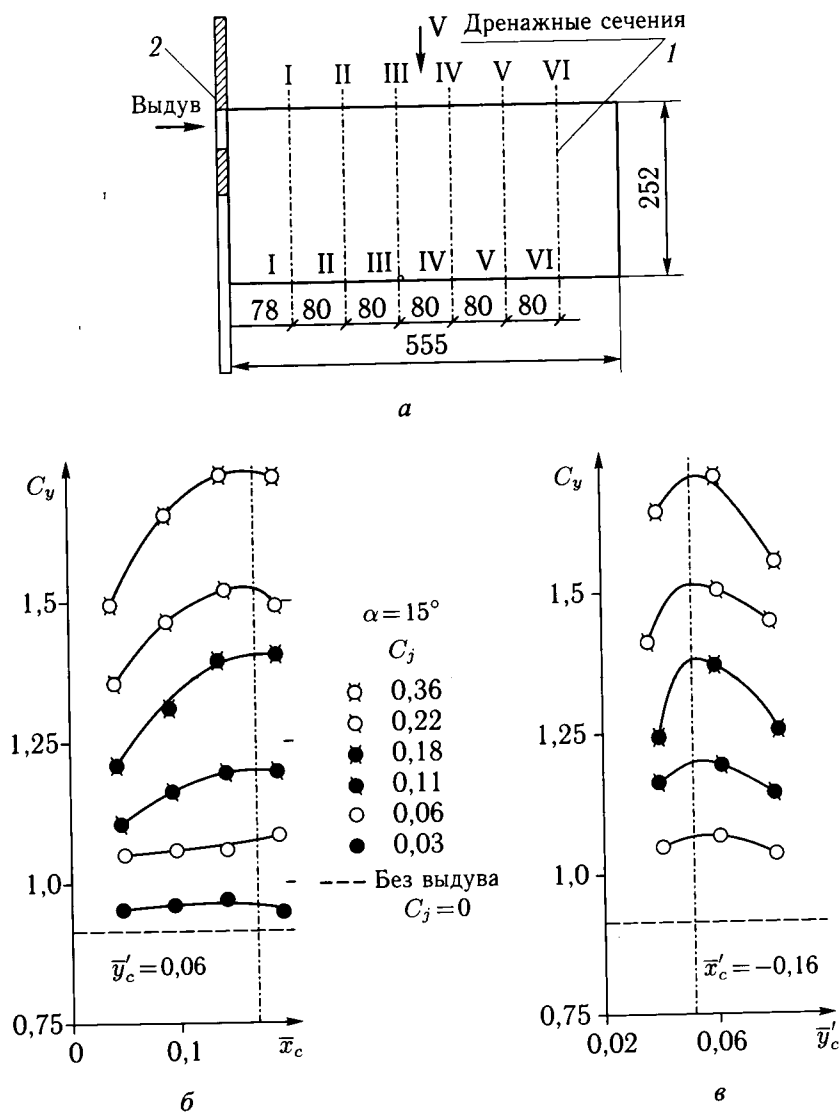 2
V
Дренажные сечения
1
I II III IV V VI
Выдув
252
I II III IV V VI
78 80 80 80 80 80
555
а
C_y
1,5
1,25
1,0
0,75
0
0,1
x̄_c
ȳ'_c = 0,06
б
α = 15°
C_j
0,36
0,22
0,18
0,11
0,06
0,03
--- Без выдува
C_j = 0
C_y
1,5
1,25
1,0
0,75
0,02
0,06
ȳ'_c
x̄'_c = −0,16
в